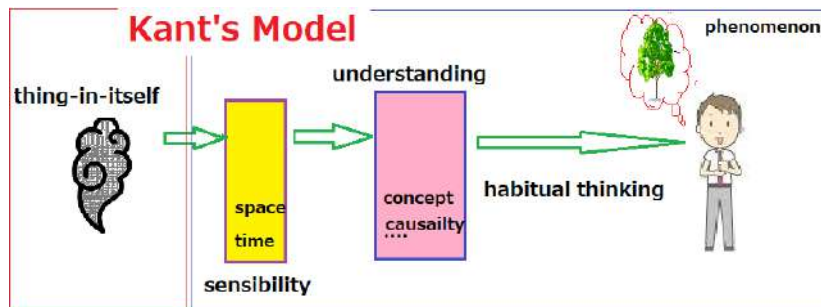 Kant's Model
phenomenon
understanding
thing-in-itself
space
time
concept
causailty
....
habitual thinking
sensibility